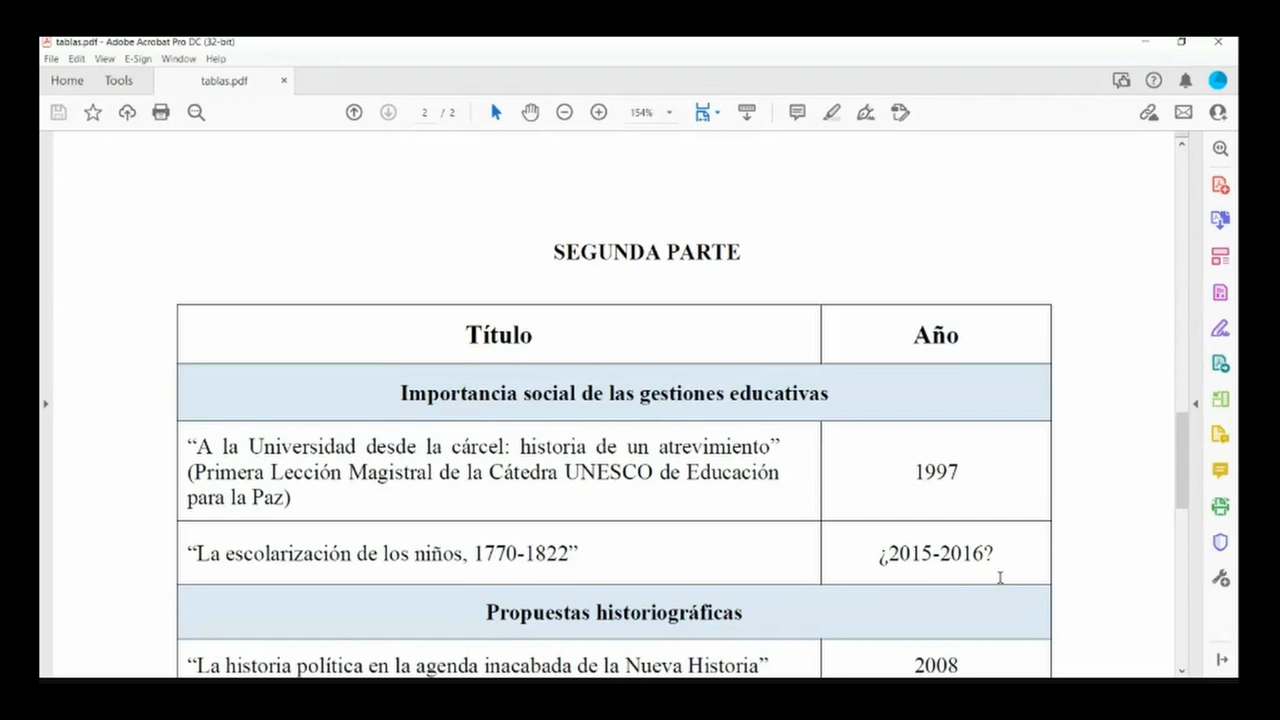 tablas.pdf - Adobe Acrobat Pro DC (32-bit)
File Edit View E-Sign Window Help
Home Tools tablas.pdf ×
2 / 2 154%
SEGUNDA PARTE
Título Año
Importancia social de las gestiones educativas
“A la Universidad desde la cárcel: historia de un atrevimiento”
(Primera Lección Magistral de la Cátedra UNESCO de Educación
para la Paz)
1997
“La escolarización de los niños, 1770-1822” ¿2015-2016?
Propuestas historiográficas
“La historia política en la agenda inacabada de la Nueva Historia” 2008